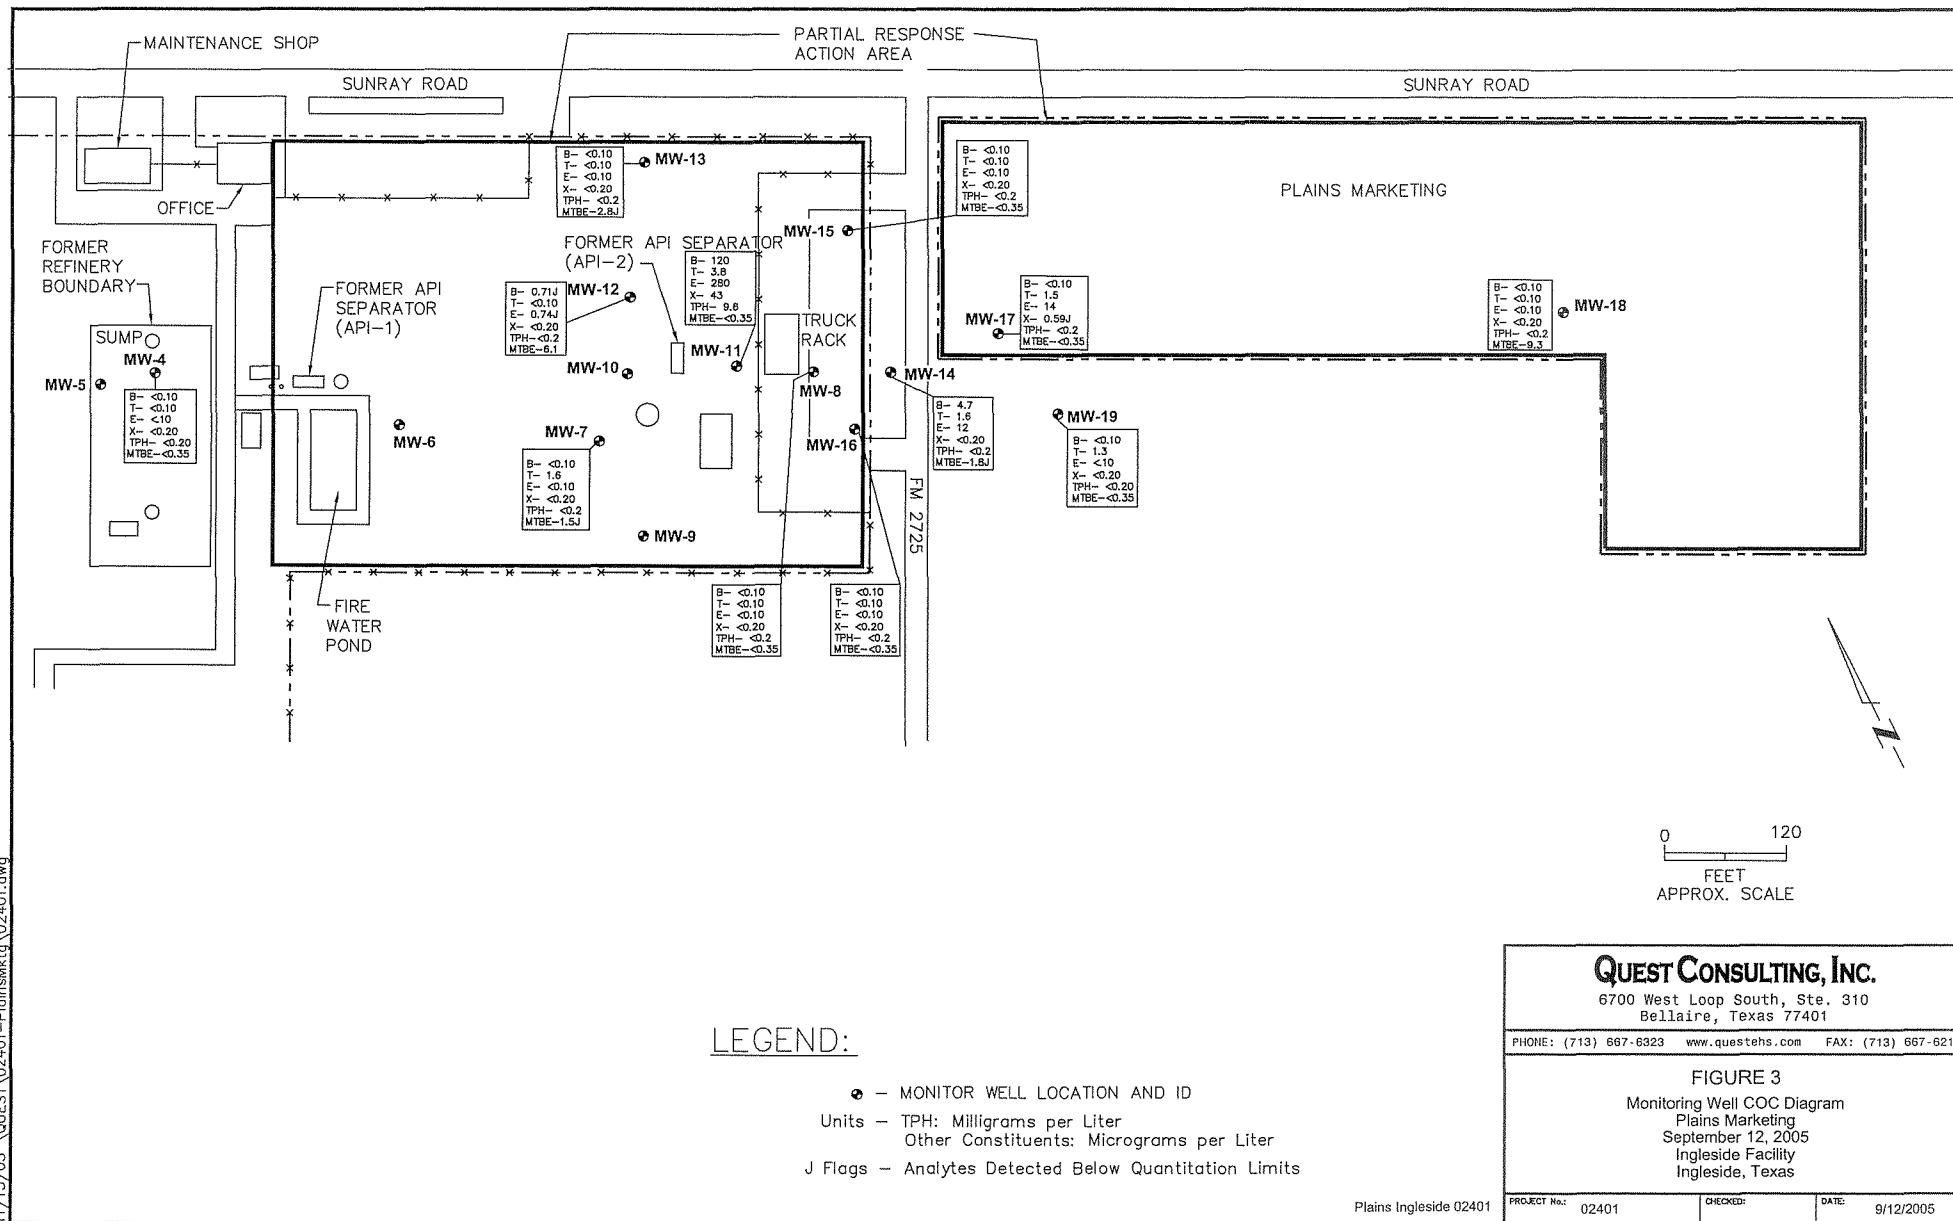 MAINTENANCE SHOP
PARTIAL RESPONSE
ACTION AREA
SUNRAY ROAD
SUNRAY ROAD
OFFICE
FORMER
REFINERY
BOUNDARY
SUMP
MW-4
MW-5
B- <0.10
T- <0.10
E- <10
X- <0.20
TPH- <0.20
MTBE-<0.35
FORMER API
SEPARATOR
(API-1)
MW-6
FIRE
WATER
POND
B- <0.10
T- <0.10
E- <0.10
X- <0.20
TPH- <0.2
MTBE-2.8J
MW-13
FORMER API SEPARATOR
(API-2)
B- 0.71J
T- <0.10
E- 0.74J
X- <0.20
TPH-<0.2
MTBE-6.1
MW-12
B- 120
T- 3.8
E- 280
X- 43
TPH- 9.6
MTBE-<0.35
MW-11
MW-10
MW-7
B- <0.10
T- 1.6
E- <0.10
X- <0.20
TPH- <0.2
MTBE-1.5J
MW-9
MW-15
TRUCK
RACK
MW-8
MW-16
B- <0.10
T- <0.10
E- <0.10
X- <0.20
TPH- <0.2
MTBE-<0.35
B- <0.10
T- <0.10
E- <0.10
X- <0.20
TPH- <0.2
MTBE-<0.35
MW-14
B- 4.7
T- 1.6
E- 12
X- <0.20
TPH- <0.2
MTBE-1.8J
FM 2725
B- <0.10
T- <0.10
E- <0.10
X- <0.20
TPH- <0.2
MTBE-<0.35
PLAINS MARKETING
MW-17
B- <0.10
T- 1.5
E- 14
X- 0.59J
TPH- <0.2
MTBE-<0.35
B- <0.10
T- <0.10
E- <0.10
X- <0.20
TPH- <0.2
MTBE-9.3
MW-18
MW-19
B- <0.10
T- 1.3
E- <10
X- <0.20
TPH- <0.20
MTBE-<0.35
Z
0 120
FEET
APPROX. SCALE
LEGEND:
– MONITOR WELL LOCATION AND ID
Units – TPH: Milligrams per Liter
Other Constituents: Micrograms per Liter
J Flags – Analytes Detected Below Quantitation Limits
Plains Ingleside 02401
QUEST CONSULTING, INC.
6700 West Loop South, Ste. 310
Bellaire, Texas 77401
PHONE: (713) 667-6323 www.questehs.com FAX: (713) 667-621
FIGURE 3
Monitoring Well COC Diagram
Plains Marketing
September 12, 2005
Ingleside Facility
Ingleside, Texas
PROJECT No.: 02401 CHECKED: DATE: 9/12/2005